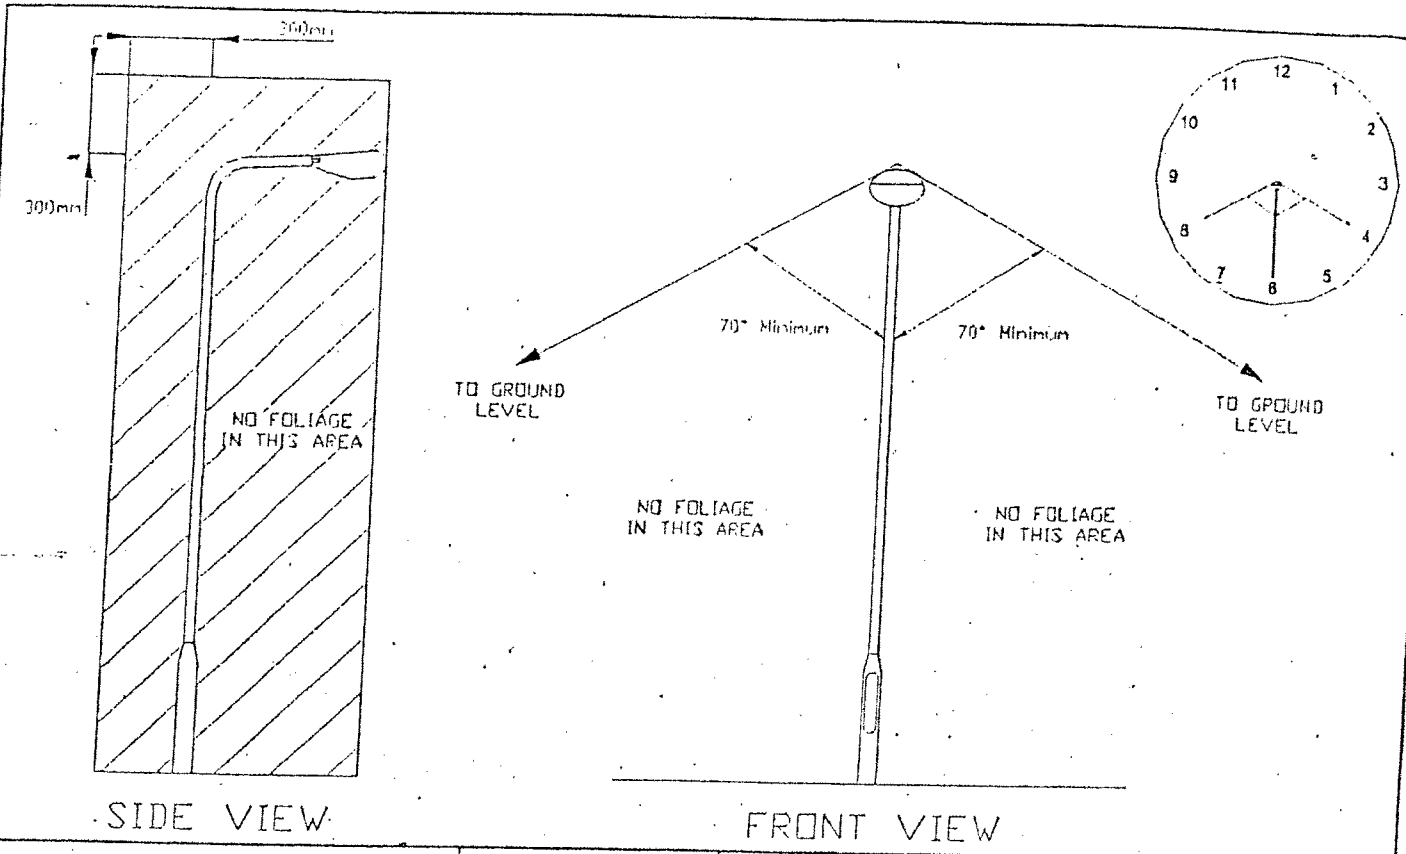 300mm
300mm
NO FOLIAGE
IN THIS AREA
SIDE VIEW
70° Minimum
70° Minimum
TO GROUND
LEVEL
TO GROUND
LEVEL
NO FOLIAGE
IN THIS AREA
NO FOLIAGE
IN THIS AREA
FRONT VIEW
12
1
2
3
4
5
6
7
8
9
10
11